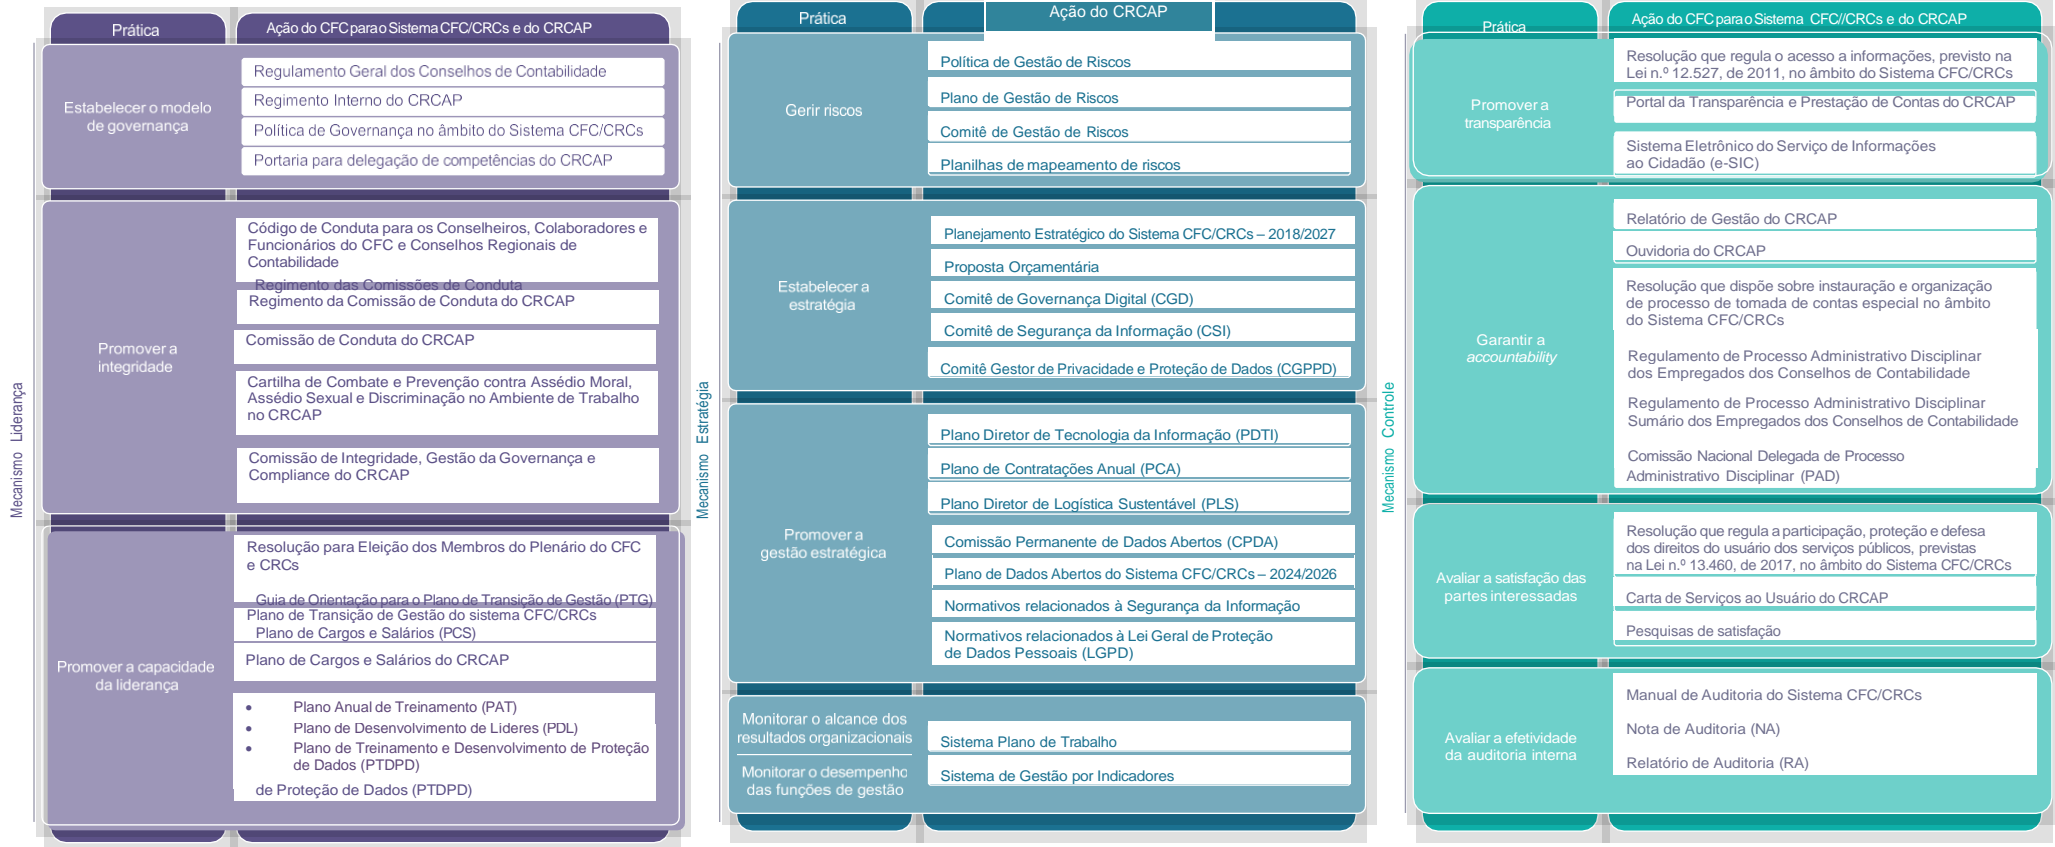 Mecanismo Liderança
Prática
Ação do CFC para o Sistema CFC/CRCs e do CRCAP
Estabelecer o modelo
de governança
Regulamento Geral dos Conselhos de Contabilidade
Regimento Interno do CRCAP
Política de Governança no âmbito do Sistema CFC/CRCs
Portaria para delegação de competências do CRCAP
Promover a
integridade
Código de Conduta para os Conselheiros, Colaboradores e
Funcionários do CFC e Conselhos Regionais de
Contabilidade
Regimento das Comissões de Conduta
Regimento da Comissão de Conduta do CRCAP
Comissão de Conduta do CRCAP
Cartilha de Combate e Prevenção contra Assédio Moral,
Assédio Sexual e Discriminação no Ambiente de Trabalho
no CRCAP
Comissão de Integridade, Gestão da Governança e
Compliance do CRCAP
Promover a capacidade
da liderança
Resolução para Eleição dos Membros do Plenário do CFC
e CRCs
Guia de Orientação para o Plano de Transição de Gestão (PTG)
Plano de Transição de Gestão do sistema CFC/CRCs
Plano de Cargos e Salários (PCS)
Plano de Cargos e Salários do CRCAP
• Plano Anual de Treinamento (PAT)
• Plano de Desenvolvimento de Lideres (PDL)
• Plano de Treinamento e Desenvolvimento de Proteção
de Dados (PTDPD)
de Proteção de Dados (PTDPD)
Mecanismo Estratégia
Prática
Ação do CRCAP
Gerir riscos
Política de Gestão de Riscos
Plano de Gestão de Riscos
Comitê de Gestão de Riscos
Planilhas de mapeamento de riscos
Estabelecer a
estratégia
Planejamento Estratégico do Sistema CFC/CRCs – 2018/2027
Proposta Orçamentária
Comitê de Governança Digital (CGD)
Comitê de Segurança da Informação (CSI)
Comitê Gestor de Privacidade e Proteção de Dados (CGPPD)
Promover a
gestão estratégica
Plano Diretor de Tecnologia da Informação (PDTI)
Plano de Contratações Anual (PCA)
Plano Diretor de Logística Sustentável (PLS)
Comissão Permanente de Dados Abertos (CPDA)
Plano de Dados Abertos do Sistema CFC/CRCs – 2024/2026
Normativos relacionados à Segurança da Informação
Normativos relacionados à Lei Geral de Proteção
de Dados Pessoais (LGPD)
Monitorar o alcance dos
resultados organizacionais
Sistema Plano de Trabalho
Monitorar o desempenho
das funções de gestão
Sistema de Gestão por Indicadores
Mecanismo Controle
Prática
Ação do CFC para o Sistema CFC//CRCs e do CRCAP
Promover a
transparência
Resolução que regula o acesso a informações, previsto na
Lei n.º 12.527, de 2011, no âmbito do Sistema CFC/CRCs
Portal da Transparência e Prestação de Contas do CRCAP
Sistema Eletrônico do Serviço de Informações
ao Cidadão (e-SIC)
Garantir a
accountability
Relatório de Gestão do CRCAP
Ouvidoria do CRCAP
Resolução que dispõe sobre instauração e organização
de processo de tomada de contas especial no âmbito
do Sistema CFC/CRCs
Regulamento de Processo Administrativo Disciplinar
dos Empregados dos Conselhos de Contabilidade
Regulamento de Processo Administrativo Disciplinar
Sumário dos Empregados dos Conselhos de Contabilidade
Comissão Nacional Delegada de Processo
Administrativo Disciplinar (PAD)
Avaliar a satisfação das
partes interessadas
Resolução que regula a participação, proteção e defesa
dos direitos do usuário dos serviços públicos, previstas
na Lei n.º 13.460, de 2017, no âmbito do Sistema CFC/CRCs
Carta de Serviços ao Usuário do CRCAP
Pesquisas de satisfação
Avaliar a efetividade
da auditoria interna
Manual de Auditoria do Sistema CFC/CRCs
Nota de Auditoria (NA)
Relatório de Auditoria (RA)